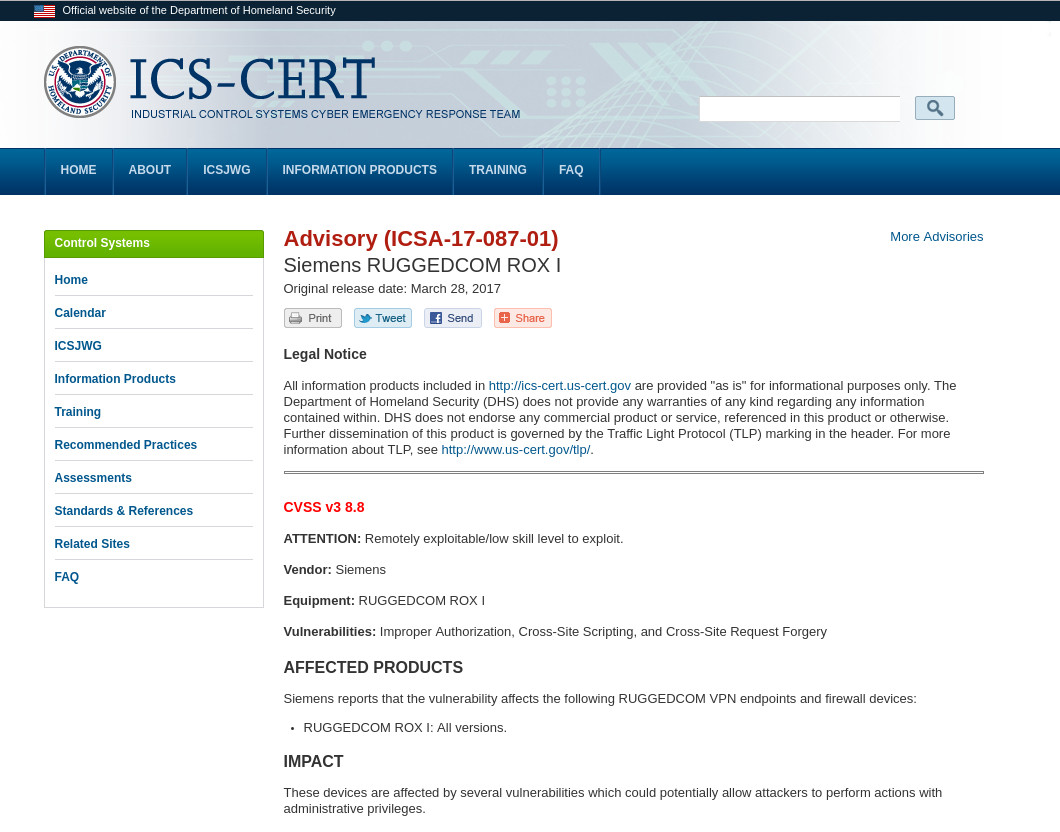 Official website of the Department of Homeland Security
U.S. DEPARTMENT OF HOMELAND SECURITY
ICS-CERT
INDUSTRIAL CONTROL SYSTEMS CYBER EMERGENCY RESPONSE TEAM
HOME ABOUT ICSJWG INFORMATION PRODUCTS TRAINING FAQ
Control Systems
Home
Calendar
ICSJWG
Information Products
Training
Recommended Practices
Assessments
Standards & References
Related Sites
FAQ
Advisory (ICSA-17-087-01)
More Advisories
Siemens RUGGEDCOM ROX I
Original release date: March 28, 2017
Print Tweet Send Share
Legal Notice
All information products included in http://ics-cert.us-cert.gov are provided "as is" for informational purposes only. The
Department of Homeland Security (DHS) does not provide any warranties of any kind regarding any information
contained within. DHS does not endorse any commercial product or service, referenced in this product or otherwise.
Further dissemination of this product is governed by the Traffic Light Protocol (TLP) marking in the header. For more
information about TLP, see http://www.us-cert.gov/tlp/.
CVSS v3 8.8
ATTENTION: Remotely exploitable/low skill level to exploit.
Vendor: Siemens
Equipment: RUGGEDCOM ROX I
Vulnerabilities: Improper Authorization, Cross-Site Scripting, and Cross-Site Request Forgery
AFFECTED PRODUCTS
Siemens reports that the vulnerability affects the following RUGGEDCOM VPN endpoints and firewall devices:
• RUGGEDCOM ROX I: All versions.
IMPACT
These devices are affected by several vulnerabilities which could potentially allow attackers to perform actions with
administrative privileges.